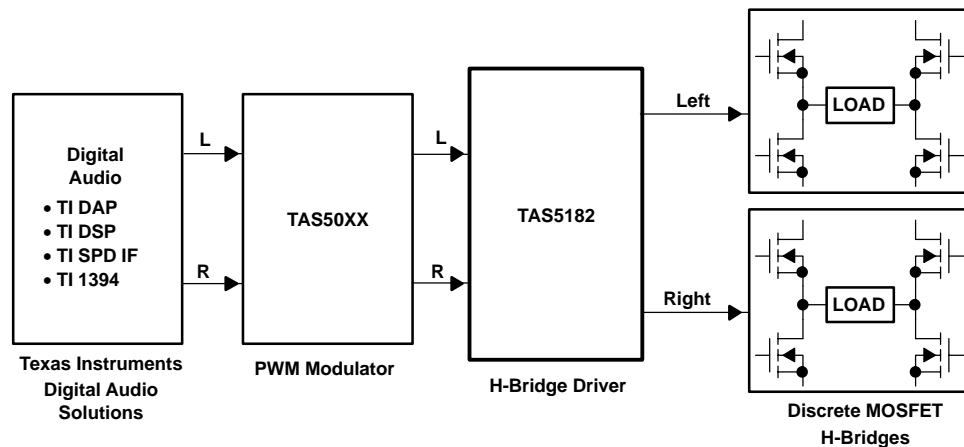 Digital
Audio
• TI DAP
• TI DSP
• TI SPD IF
• TI 1394
Texas Instruments
Digital Audio
Solutions
L
R
TAS50XX
PWM Modulator
L
R
TAS5182
H-Bridge Driver
Left
Right
LOAD
LOAD
Discrete MOSFET
H-Bridges